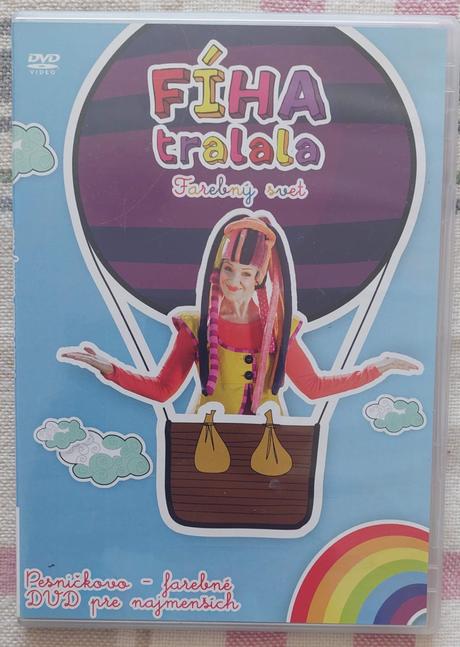 DVD
VIDEO
FÍHA
tralala
Farebný svet
Pesničkovo - farebné
DVD pre najmenších